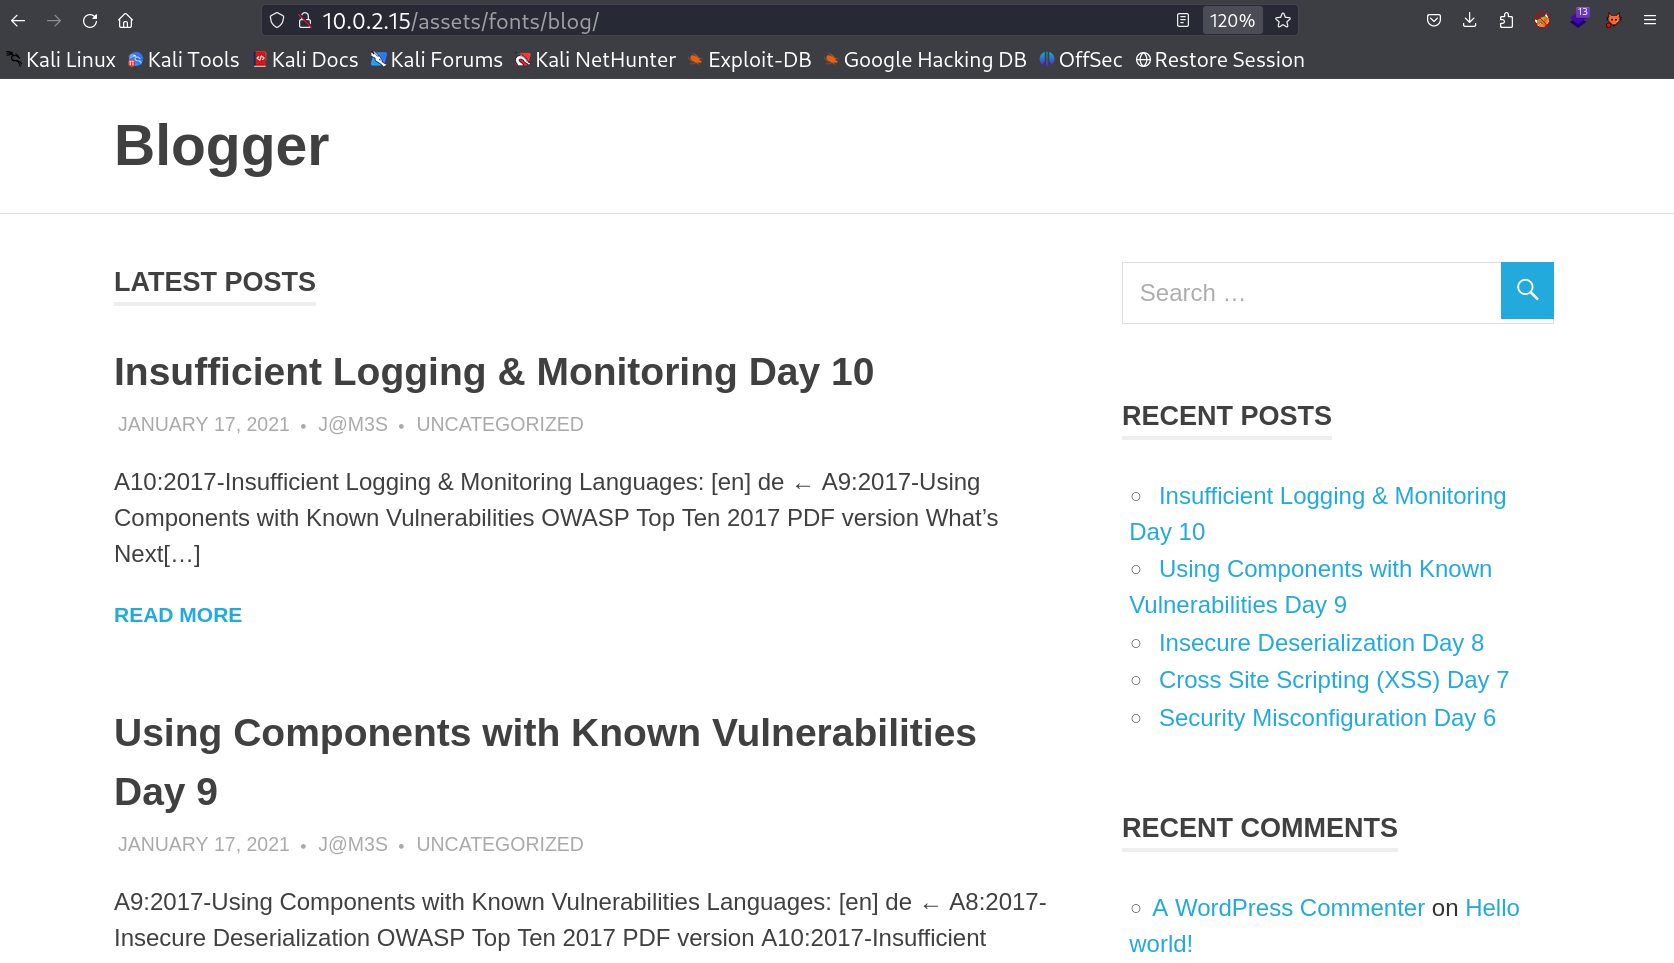 10.0.2.15/assets/fonts/blog/ 120% 13
Kali Linux Kali Tools Kali Docs Kali Forums Kali NetHunter Exploit-DB Google Hacking DB OffSec Restore Session
Blogger
LATEST POSTS
Insufficient Logging & Monitoring Day 10
JANUARY 17, 2021 • J@M3S • UNCATEGORIZED
A10:2017-Insufficient Logging & Monitoring Languages: [en] de ← A9:2017-Using
Components with Known Vulnerabilities OWASP Top Ten 2017 PDF version What’s
Next[…]
READ MORE
Using Components with Known Vulnerabilities
Day 9
JANUARY 17, 2021 • J@M3S • UNCATEGORIZED
A9:2017-Using Components with Known Vulnerabilities Languages: [en] de ← A8:2017-
Insecure Deserialization OWASP Top Ten 2017 PDF version A10:2017-Insufficient
Search …
RECENT POSTS
Insufficient Logging & Monitoring
Day 10
Using Components with Known
Vulnerabilities Day 9
Insecure Deserialization Day 8
Cross Site Scripting (XSS) Day 7
Security Misconfiguration Day 6
RECENT COMMENTS
A WordPress Commenter on Hello
world!